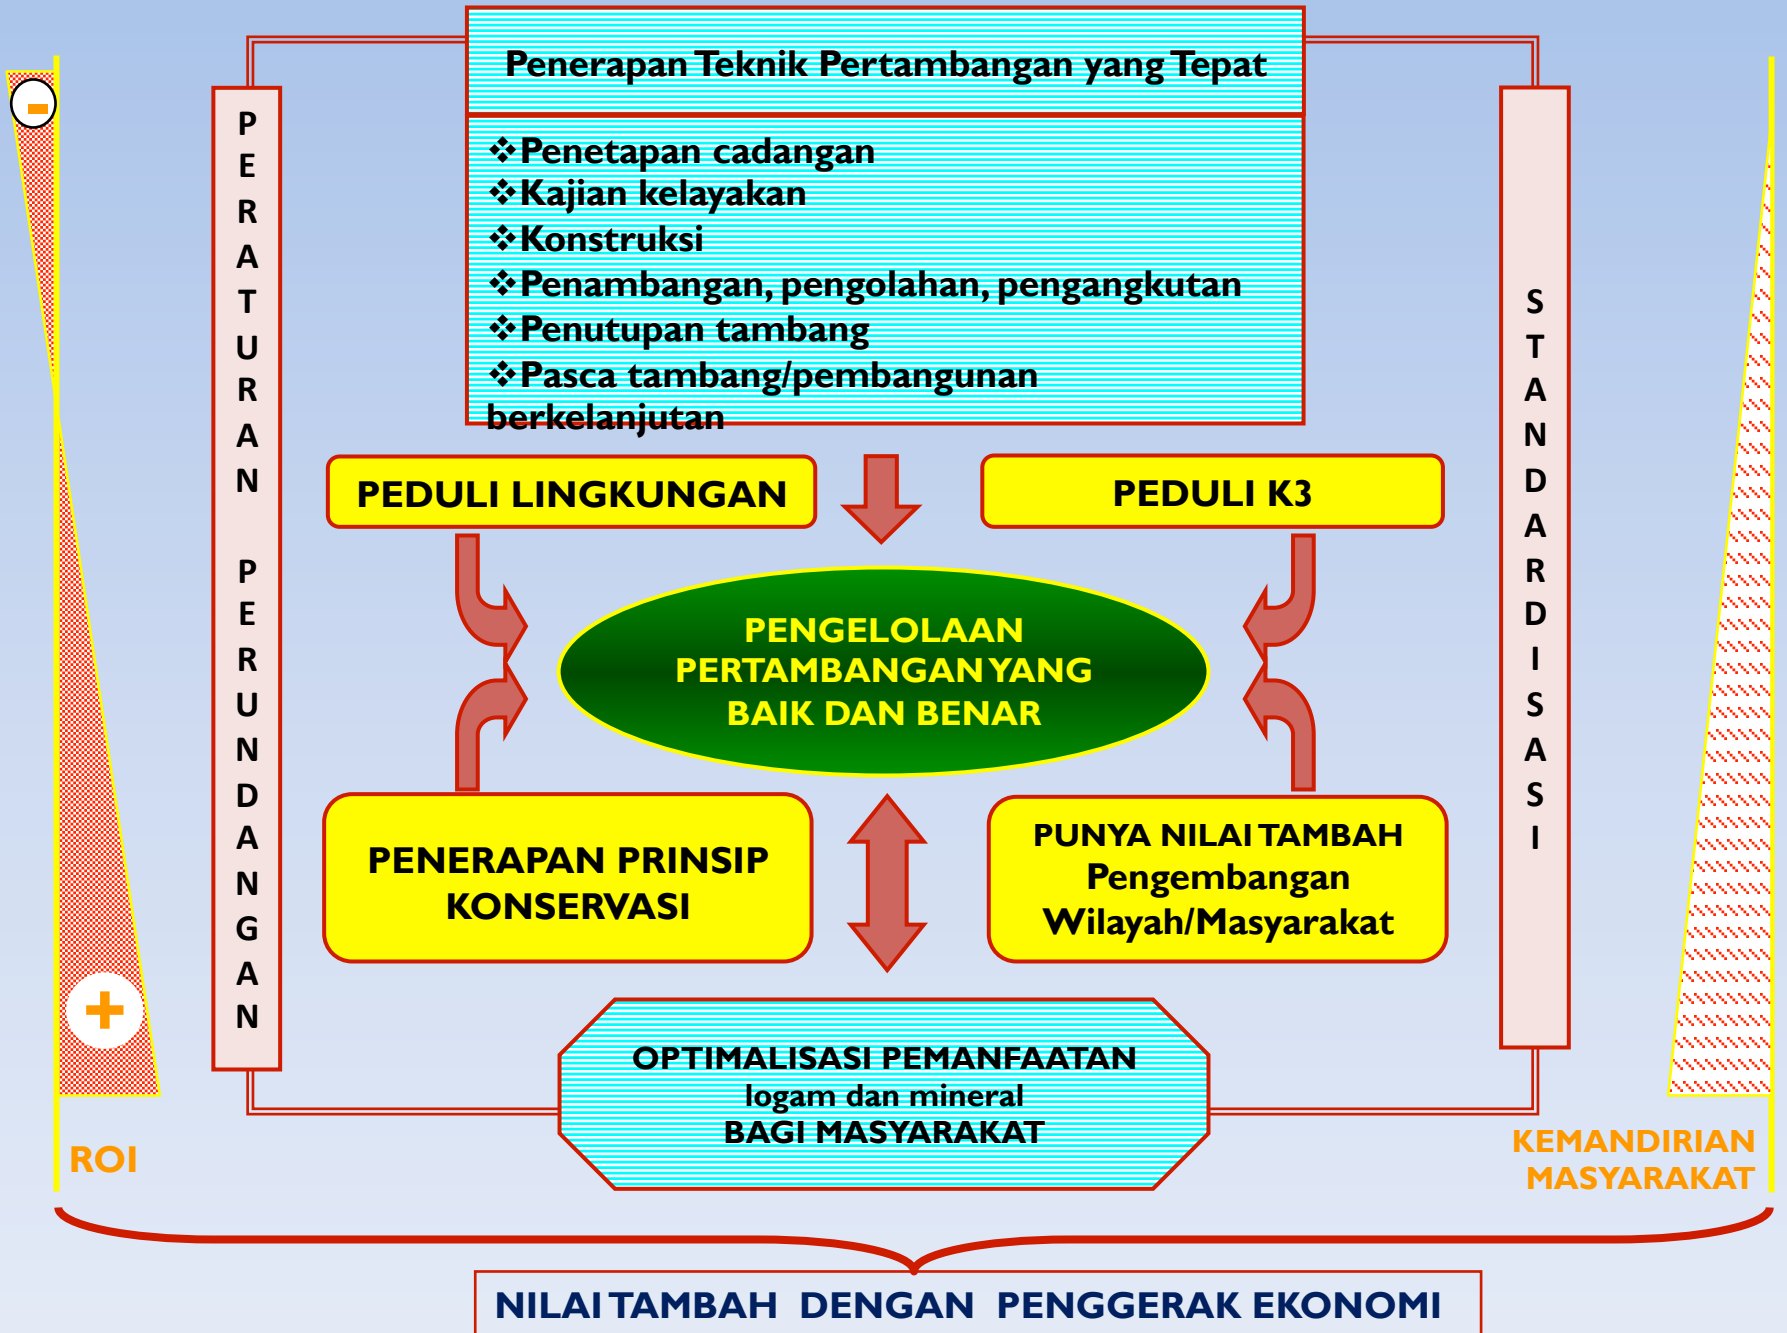 Penerapan Teknik Pertambangan yang Tepat
❖Penetapan cadangan
❖Kajian kelayakan
❖Konstruksi
❖Penambangan, pengolahan, pengangkutan
❖Penutupan tambang
❖Pasca tambang/pembangunan
berkelanjutan
-
+
ROI
PERATURAN PERUNDANGAN
PEDULI LINGKUNGAN
PEDULI K3
PENGELOLAAN
PERTAMBANGAN YANG
BAIK DAN BENAR
PENERAPAN PRINSIP
KONSERVASI
PUNYA NILAI TAMBAH
Pengembangan
Wilayah/Masyarakat
STANDARDISASI
OPTIMALISASI PEMANFAATAN
logam dan mineral
BAGI MASYARAKAT
KEMANDIRIAN
MASYARAKAT
NILAI TAMBAH DENGAN PENGGERAK EKONOMI